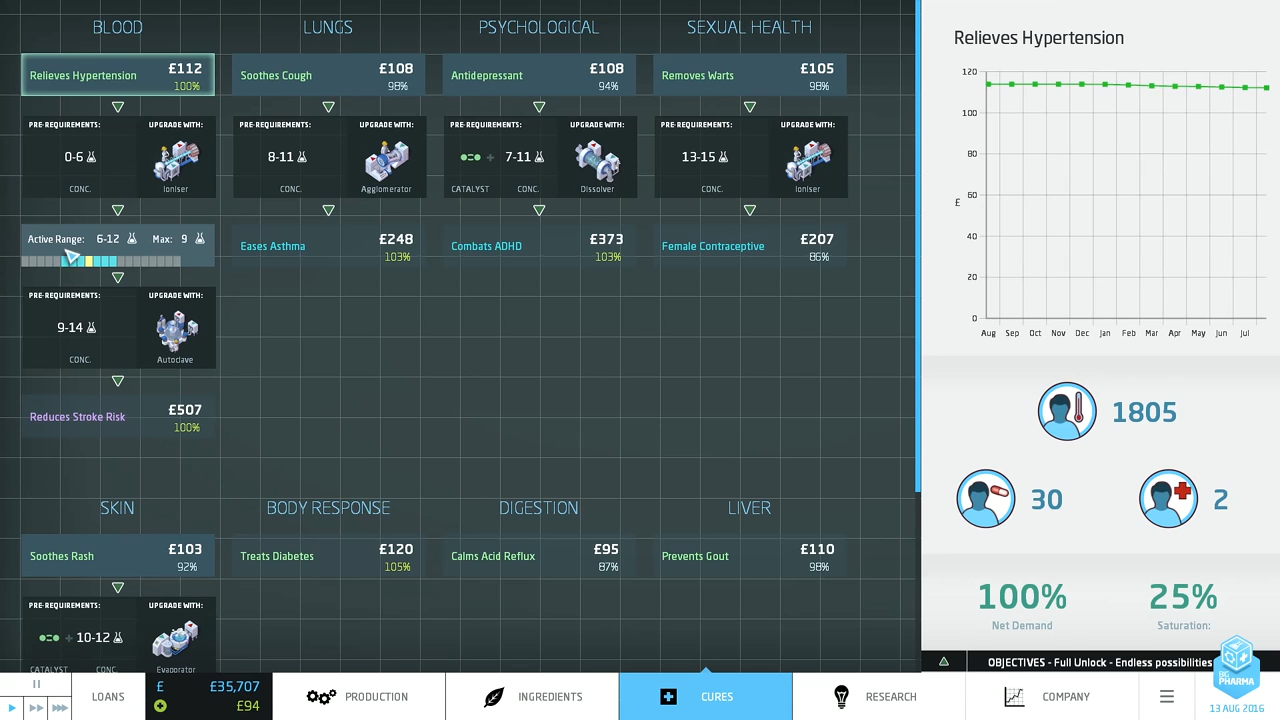 BLOOD
LUNGS
PSYCHOLOGICAL
SEXUAL HEALTH
Relieves Hypertension £112 100%
Soothes Cough £108 98%
Antidepressant £108 94%
Removes Warts £105 98%
PRE-REQUIREMENTS: UPGRADE WITH:
0-6
CONC. Ioniser
PRE-REQUIREMENTS: UPGRADE WITH:
8-11
CONC. Agglomerator
PRE-REQUIREMENTS: UPGRADE WITH:
+ 7-11
CATALYST CONC. Dissolver
PRE-REQUIREMENTS: UPGRADE WITH:
13-15
CONC. Ioniser
Active Range: 6-12 Max: 9
Eases Asthma £248 103%
Combats ADHD £373 103%
Female Contraceptive £207 86%
PRE-REQUIREMENTS: UPGRADE WITH:
9-14
CONC. Autoclave
Reduces Stroke Risk £507 100%
SKIN
BODY RESPONSE
DIGESTION
LIVER
Soothes Rash £103 92%
Treats Diabetes £120 105%
Calms Acid Reflux £95 87%
Prevents Gout £110 98%
PRE-REQUIREMENTS: UPGRADE WITH:
+ 10-12
CATALYST CONC. Evaporator
Relieves Hypertension
120
100
80
60
£
40
20
0
Aug Sep Oct Nov Dec Jan Feb Mar Apr May Jun Jul
1805
30
2
100%
Net Demand
25%
Saturation:
OBJECTIVES - Full Unlock - Endless possibilities
LOANS
£ £35,707
£94
PRODUCTION
INGREDIENTS
CURES
RESEARCH
COMPANY
BIG PHARMA
13 AUG 2016